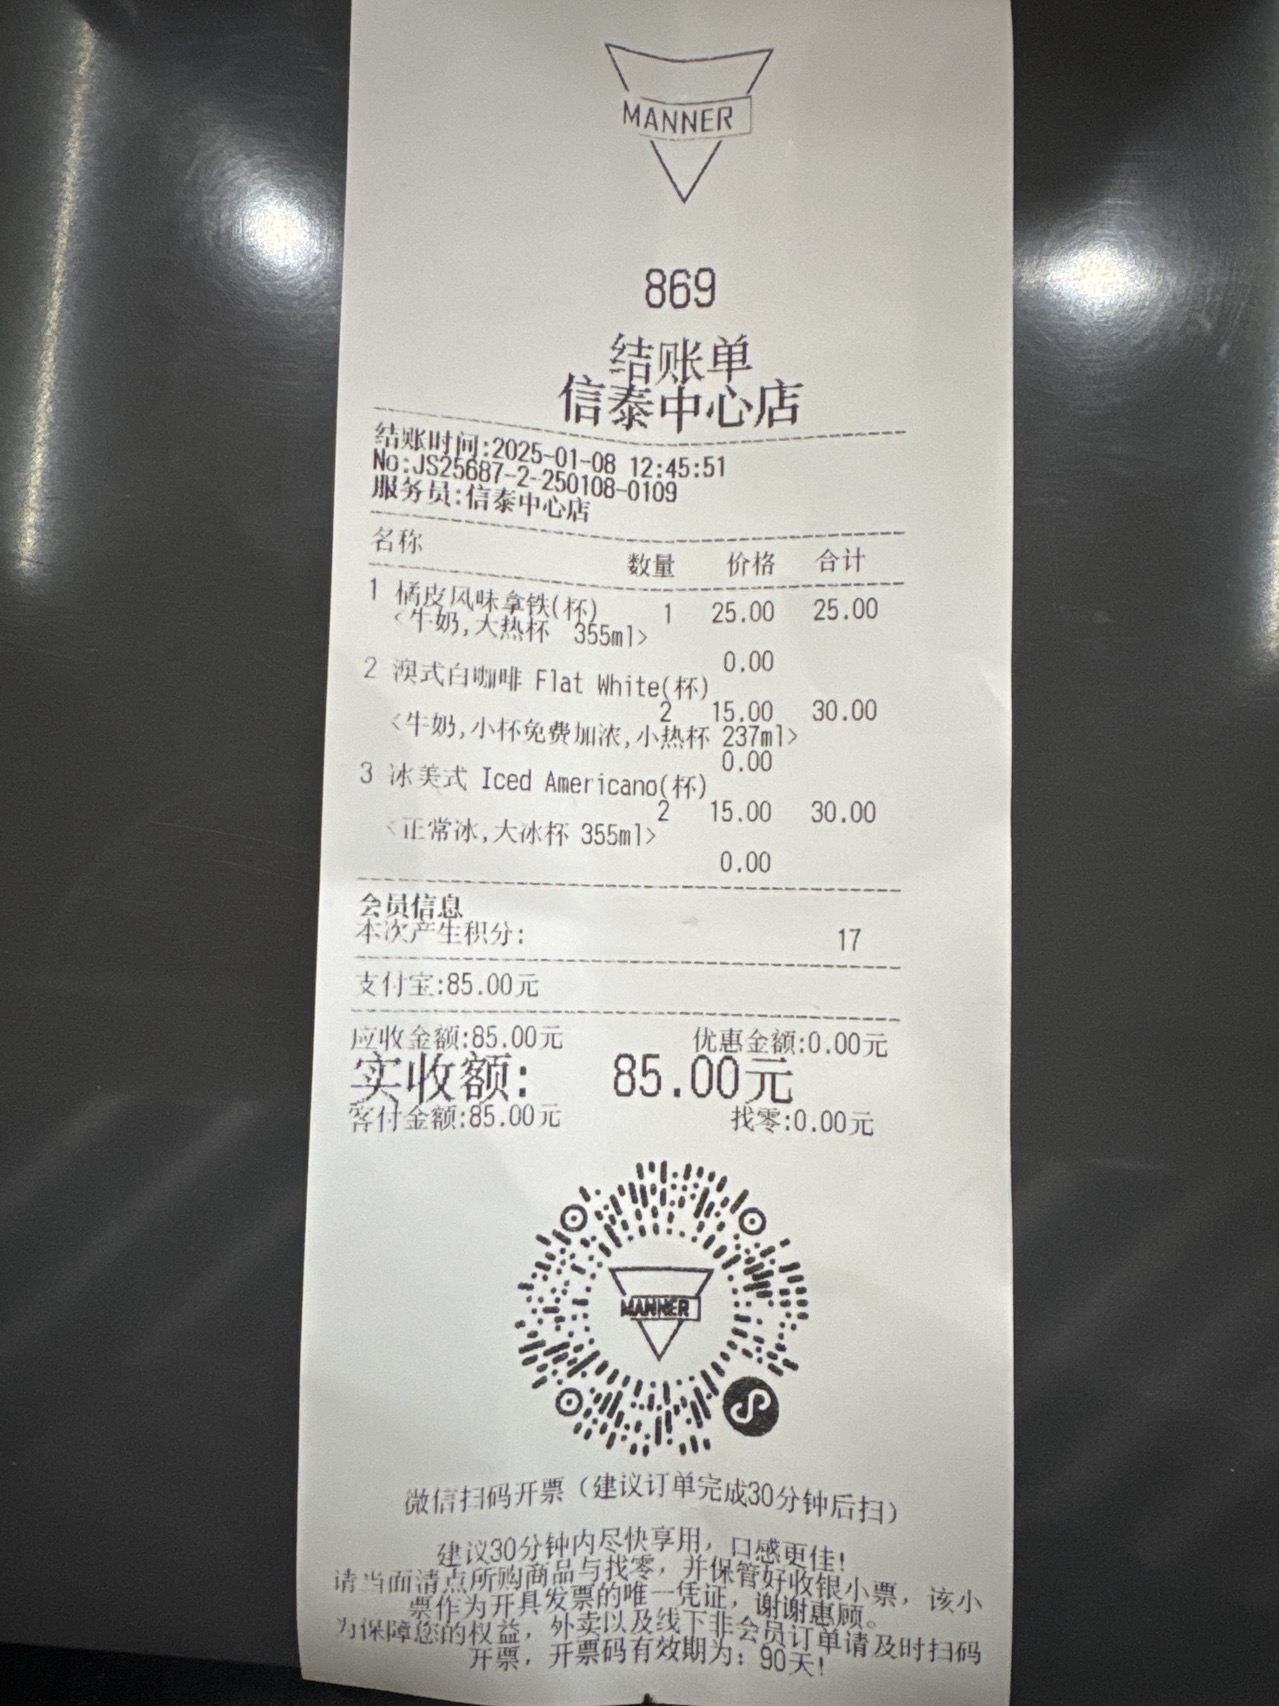 MANNER
869
结账单
信泰中心店
结账时间:2025-01-08 12:45:51
No:JS25687-2-250108-0109
服务员:信泰中心店
名称 数量 价格 合计
1 橘皮风味拿铁(杯) 1 25.00 25.00
<牛奶,大热杯 355ml>
0.00
2 澳式白咖啡 Flat White(杯)
2 15.00 30.00
<牛奶,小杯免费加浓,小热杯 237ml>
0.00
3 冰美式 Iced Americano(杯)
2 15.00 30.00
<正常冰,大冰杯 355ml>
0.00
会员信息
本次产生积分: 17
支付宝:85.00元
应收金额:85.00元 优惠金额:0.00元
实收额: 85.00元
客付金额:85.00元 找零:0.00元
MANNER
微信扫码开票（建议订单完成30分钟后扫）
建议30分钟内尽快享用，口感更佳!
请当面清点所购商品与找零，并保管好收银小票，该小
票作为开具发票的唯一凭证，谢谢惠顾。
为保障您的权益，外卖以及线下非会员订单请及时扫码
开票，开票码有效期为：90天!